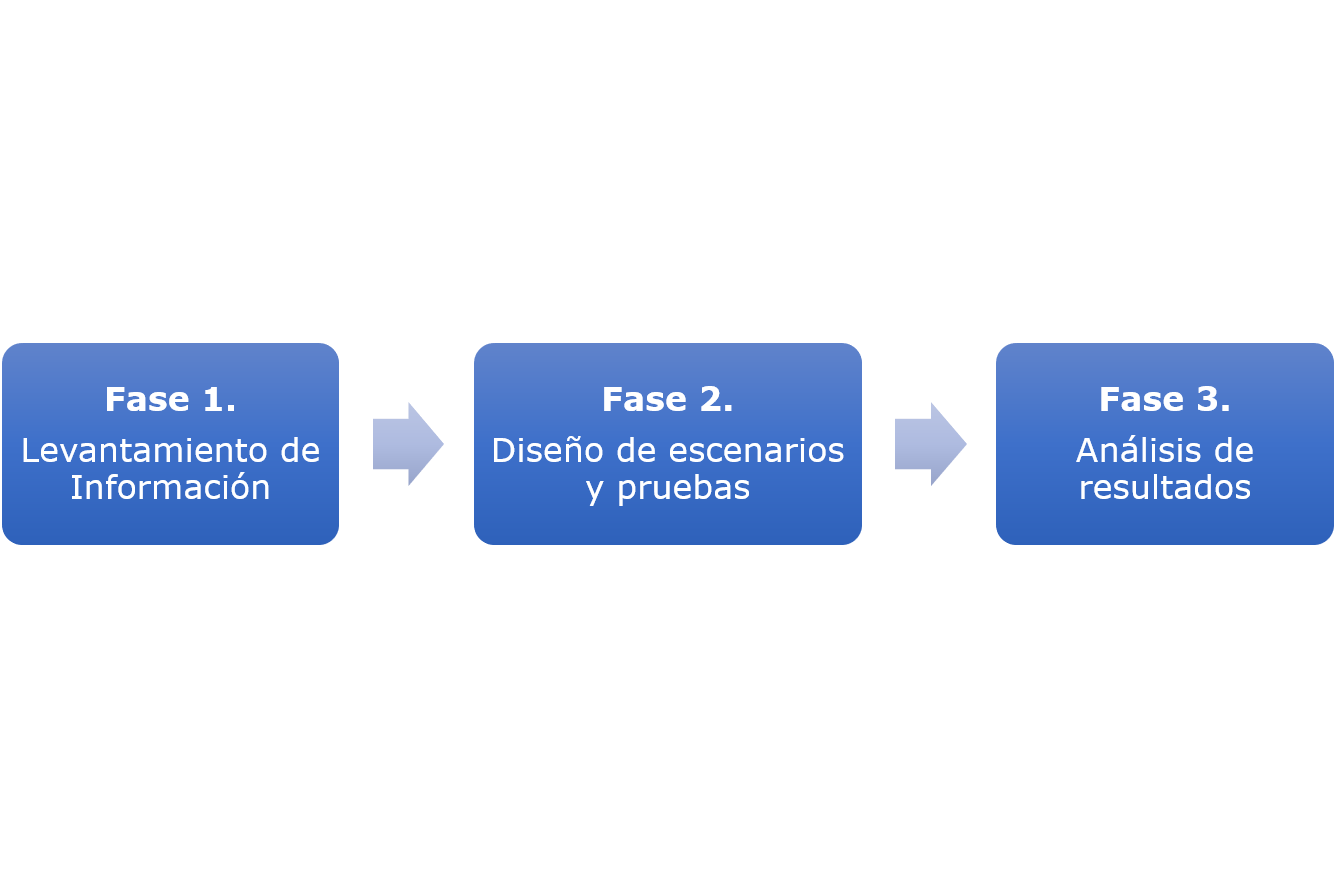 Fase 1.
Levantamiento de
Información
Fase 2.
Diseño de escenarios
y pruebas
Fase 3.
Análisis de
resultados